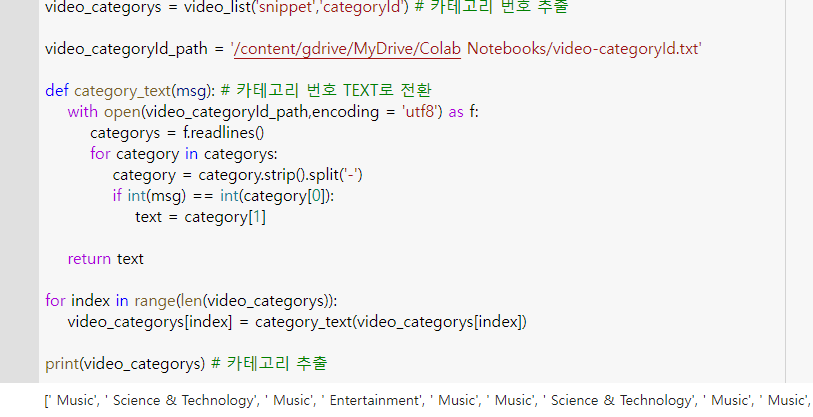 video_categorys = video_list('snippet','categoryId') # 카테고리 번호 추출
video_categoryId_path = '/content/gdrive/MyDrive/Colab Notebooks/video-categoryId.txt'
def category_text(msg): # 카테고리 번호 TEXT로 전환
with open(video_categoryId_path,encoding = 'utf8') as f:
categorys = f.readlines()
for category in categorys:
category = category.strip().split('-')
if int(msg) == int(category[0]):
text = category[1]
return text
for index in range(len(video_categorys)):
video_categorys[index] = category_text(video_categorys[index])
print(video_categorys) # 카테고리 추출
[' Music', ' Science & Technology', ' Music', ' Entertainment', ' Music', ' Music', ' Science & Technology', ' Music', ' Music',